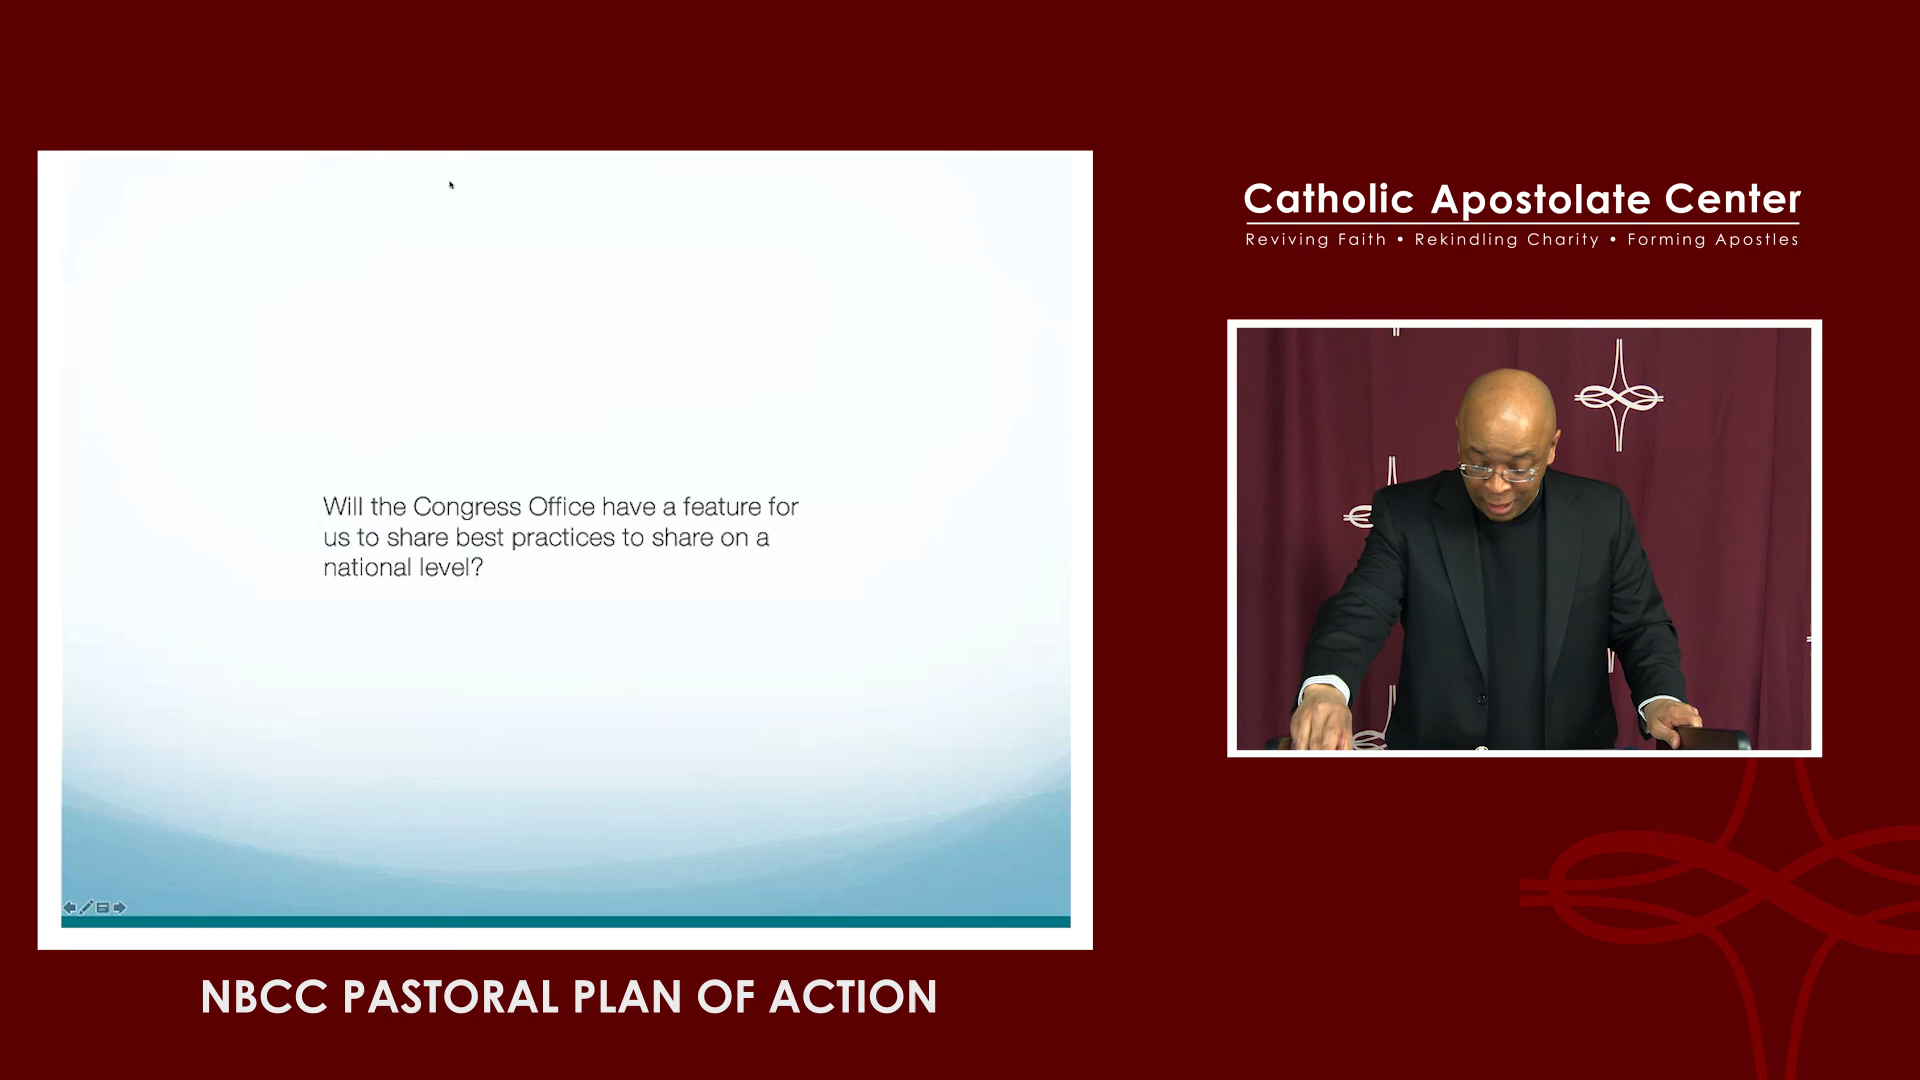 Catholic Apostolate Center
Reviving Faith • Rekindling Charity • Forming Apostles
Will the Congress Office have a feature for
us to share best practices to share on a
national level?
NBCC PASTORAL PLAN OF ACTION